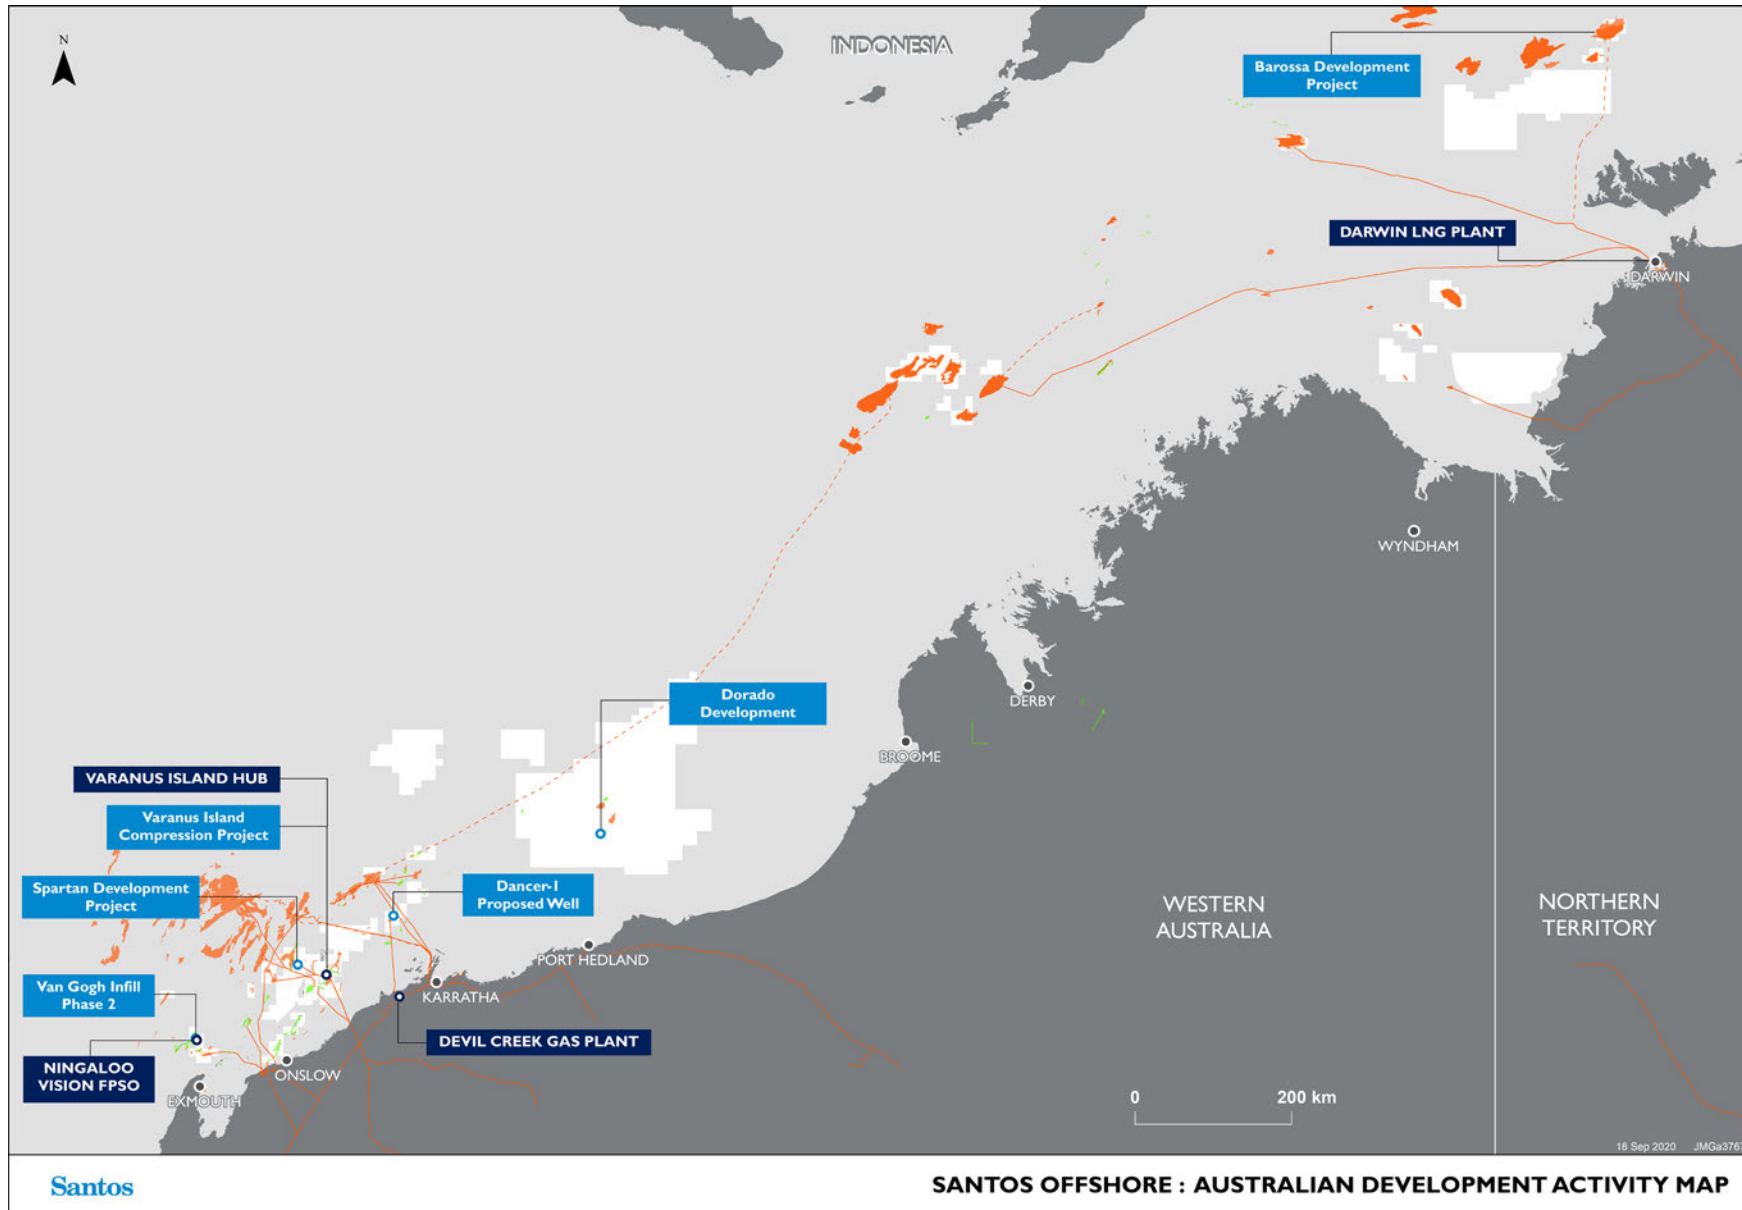 N
INDONESIA
Barossa Development
Project
DARWIN LNG PLANT
DARWIN
WYNDHAM
Dorado
Development
DERBY
BROOME
VARANUS ISLAND HUB
Varanus Island
Compression Project
Spartan Development
Project
Dancer-1
Proposed Well
WESTERN
AUSTRALIA
NORTHERN
TERRITORY
PORT HEDLAND
KARRATHA
Van Gogh Infill
Phase 2
DEVIL CREEK GAS PLANT
NINGALOO
VISION FPSO
ONSLOW
EXMOUTH
0 200 km
18 Sep 2020 JMGa3767
Santos
SANTOS OFFSHORE : AUSTRALIAN DEVELOPMENT ACTIVITY MAP